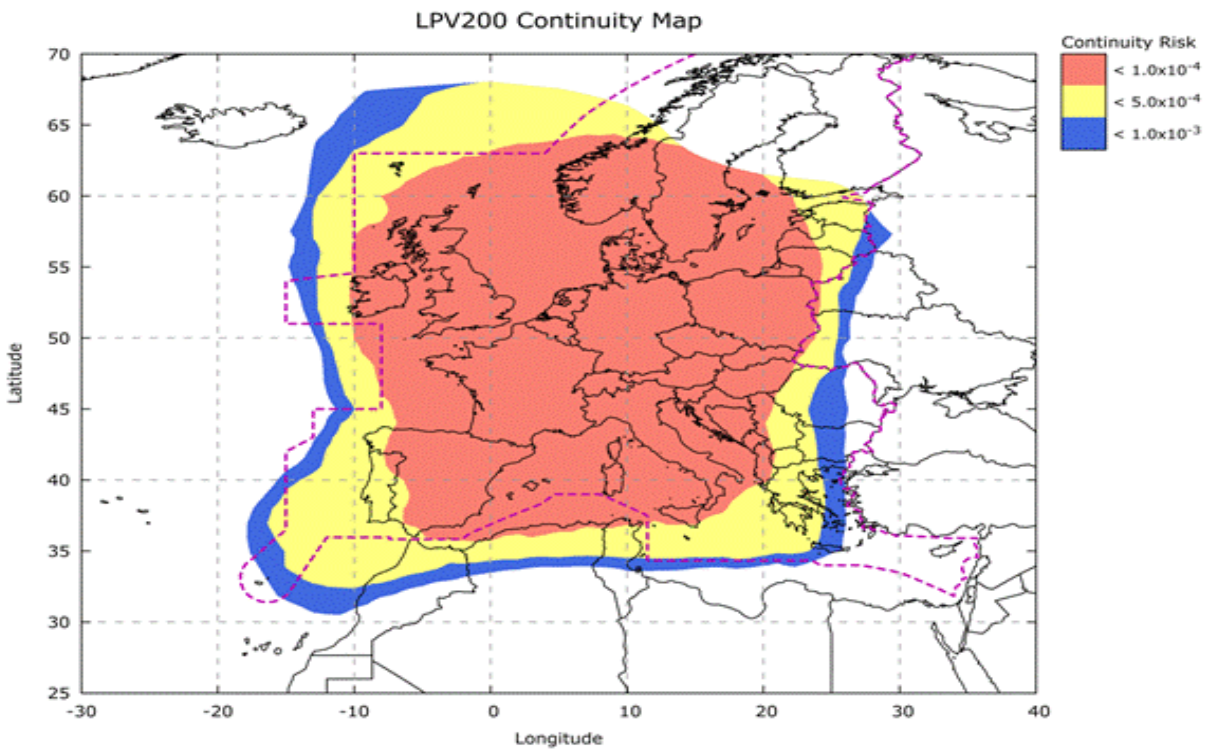 LPV200 Continuity Map
Continuity Risk
< 1.0x10⁻⁴
< 5.0x10⁻⁴
< 1.0x10⁻³
70
65
60
55
50
45
40
35
30
25
Latitude
-30 -20 -10 0 10 20 30 40
Longitude